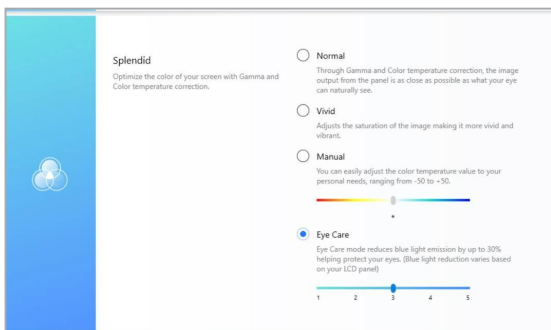 Splendid
Optimize the color of your screen with Gamma and
Color temperature correction.
Normal
Through Gamma and Color temperature correction, the image
output from the panel is as close as possible as what your eye
can naturally see.
Vivid
Adjusts the saturation of the image making it more vivid and
vibrant.
Manual
You can easily adjust the color temperature value to your
personal needs, ranging from -50 to +50.
Eye Care
Eye Care mode reduces blue light emission by up to 30%
helping protect your eyes. (Blue light reduction varies based
on your LCD panel)
1 2 3 4 5